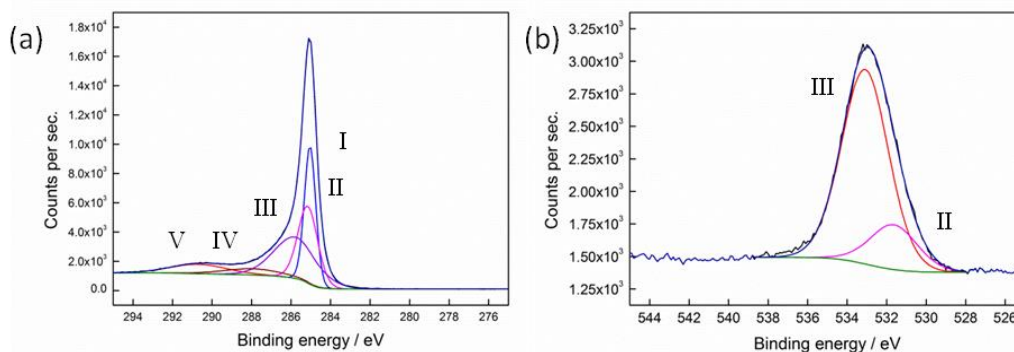 (a)
Counts per sec.
1.8x10⁴
1.6x10⁴
1.4x10⁴
1.2x10⁴
1.0x10⁴
8.0x10³
6.0x10³
4.0x10³
2.0x10³
0.0
I
II
III
IV
V
294 292 290 288 286 284 282 280 278 276
Binding energy / eV
(b)
Counts per sec.
3.25x10³
3.00x10³
2.75x10³
2.50x10³
2.25x10³
2.00x10³
1.75x10³
1.50x10³
1.25x10³
III
II
544 542 540 538 536 534 532 530 528 526
Binding energy / eV